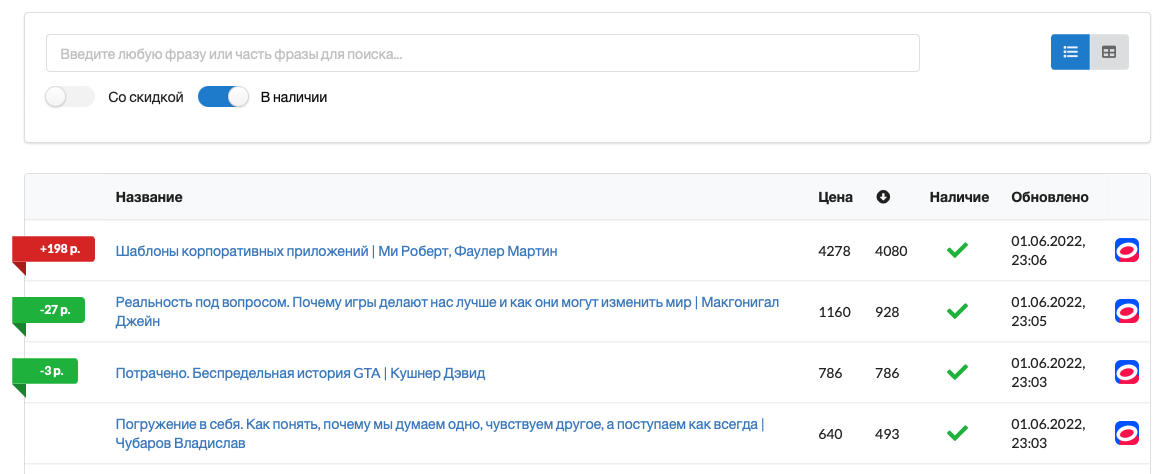 Введите любую фразу или часть фразы для поиска...
Со скидкой В наличии
Название Цена Наличие Обновлено
+198 р. Шаблоны корпоративных приложений | Ми Роберт, Фаулер Мартин 4278 4080 01.06.2022,
23:06
-27 р. Реальность под вопросом. Почему игры делают нас лучше и как они могут изменить мир | Макгонигал
Джейн 1160 928 01.06.2022,
23:05
-3 р. Потрачено. Беспредельная история GTA | Кушнер Дэвид 786 786 01.06.2022,
23:03
Погружение в себя. Как понять, почему мы думаем одно, чувствуем другое, а поступаем как всегда |
Чубаров Владислав 640 493 01.06.2022,
23:03